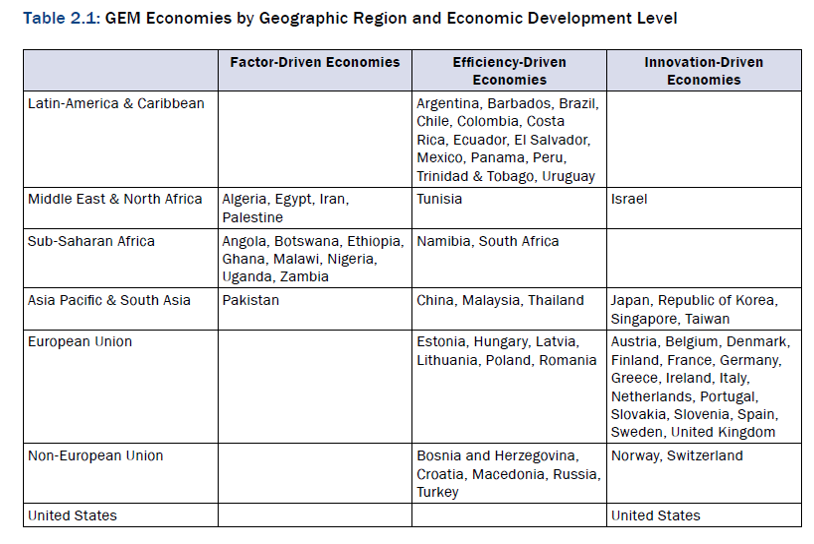 Table 2.1: GEM Economies by Geographic Region and Economic Development Level
Factor-Driven Economies
Efficiency-Driven
Economies
Innovation-Driven
Economies
Latin-America & Caribbean
Argentina, Barbados, Brazil,
Chile, Colombia, Costa
Rica, Ecuador, El Salvador,
Mexico, Panama, Peru,
Trinidad & Tobago, Uruguay
Middle East & North Africa
Algeria, Egypt, Iran,
Palestine
Tunisia
Israel
Sub-Saharan Africa
Angola, Botswana, Ethiopia,
Ghana, Malawi, Nigeria,
Uganda, Zambia
Namibia, South Africa
Asia Pacific & South Asia
Pakistan
China, Malaysia, Thailand
Japan, Republic of Korea,
Singapore, Taiwan
European Union
Estonia, Hungary, Latvia,
Lithuania, Poland, Romania
Austria, Belgium, Denmark,
Finland, France, Germany,
Greece, Ireland, Italy,
Netherlands, Portugal,
Slovakia, Slovenia, Spain,
Sweden, United Kingdom
Non-European Union
Bosnia and Herzegovina,
Croatia, Macedonia, Russia,
Turkey
Norway, Switzerland
United States
United States